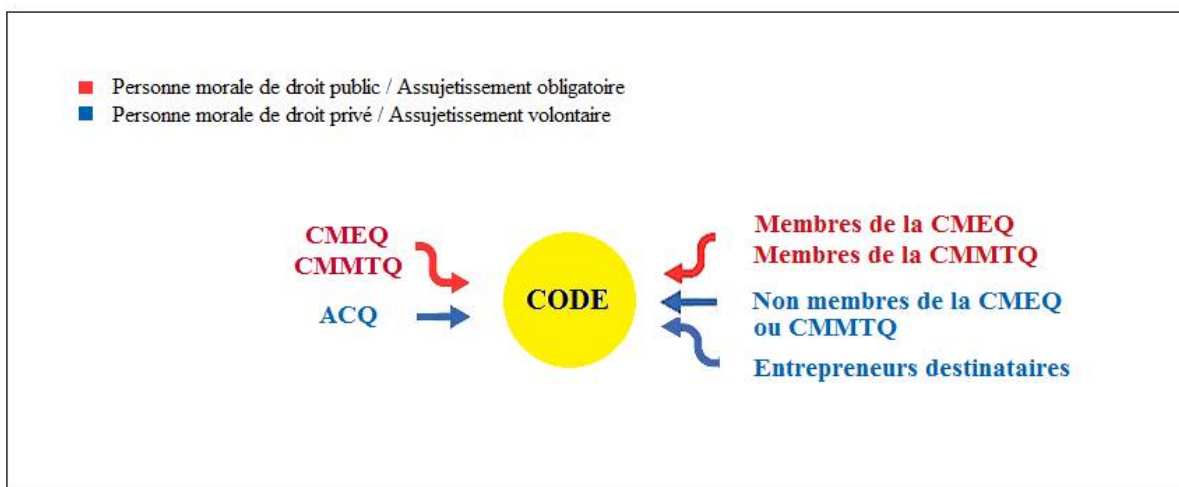 Personne morale de droit public / Assujetissement obligatoire
Personne morale de droit privé / Assujetissement volontaire
CMEQ
CMMTQ
ACQ
CODE
Membres de la CMEQ
Membres de la CMMTQ
Non membres de la CMEQ
ou CMMTQ
Entrepreneurs destinataires